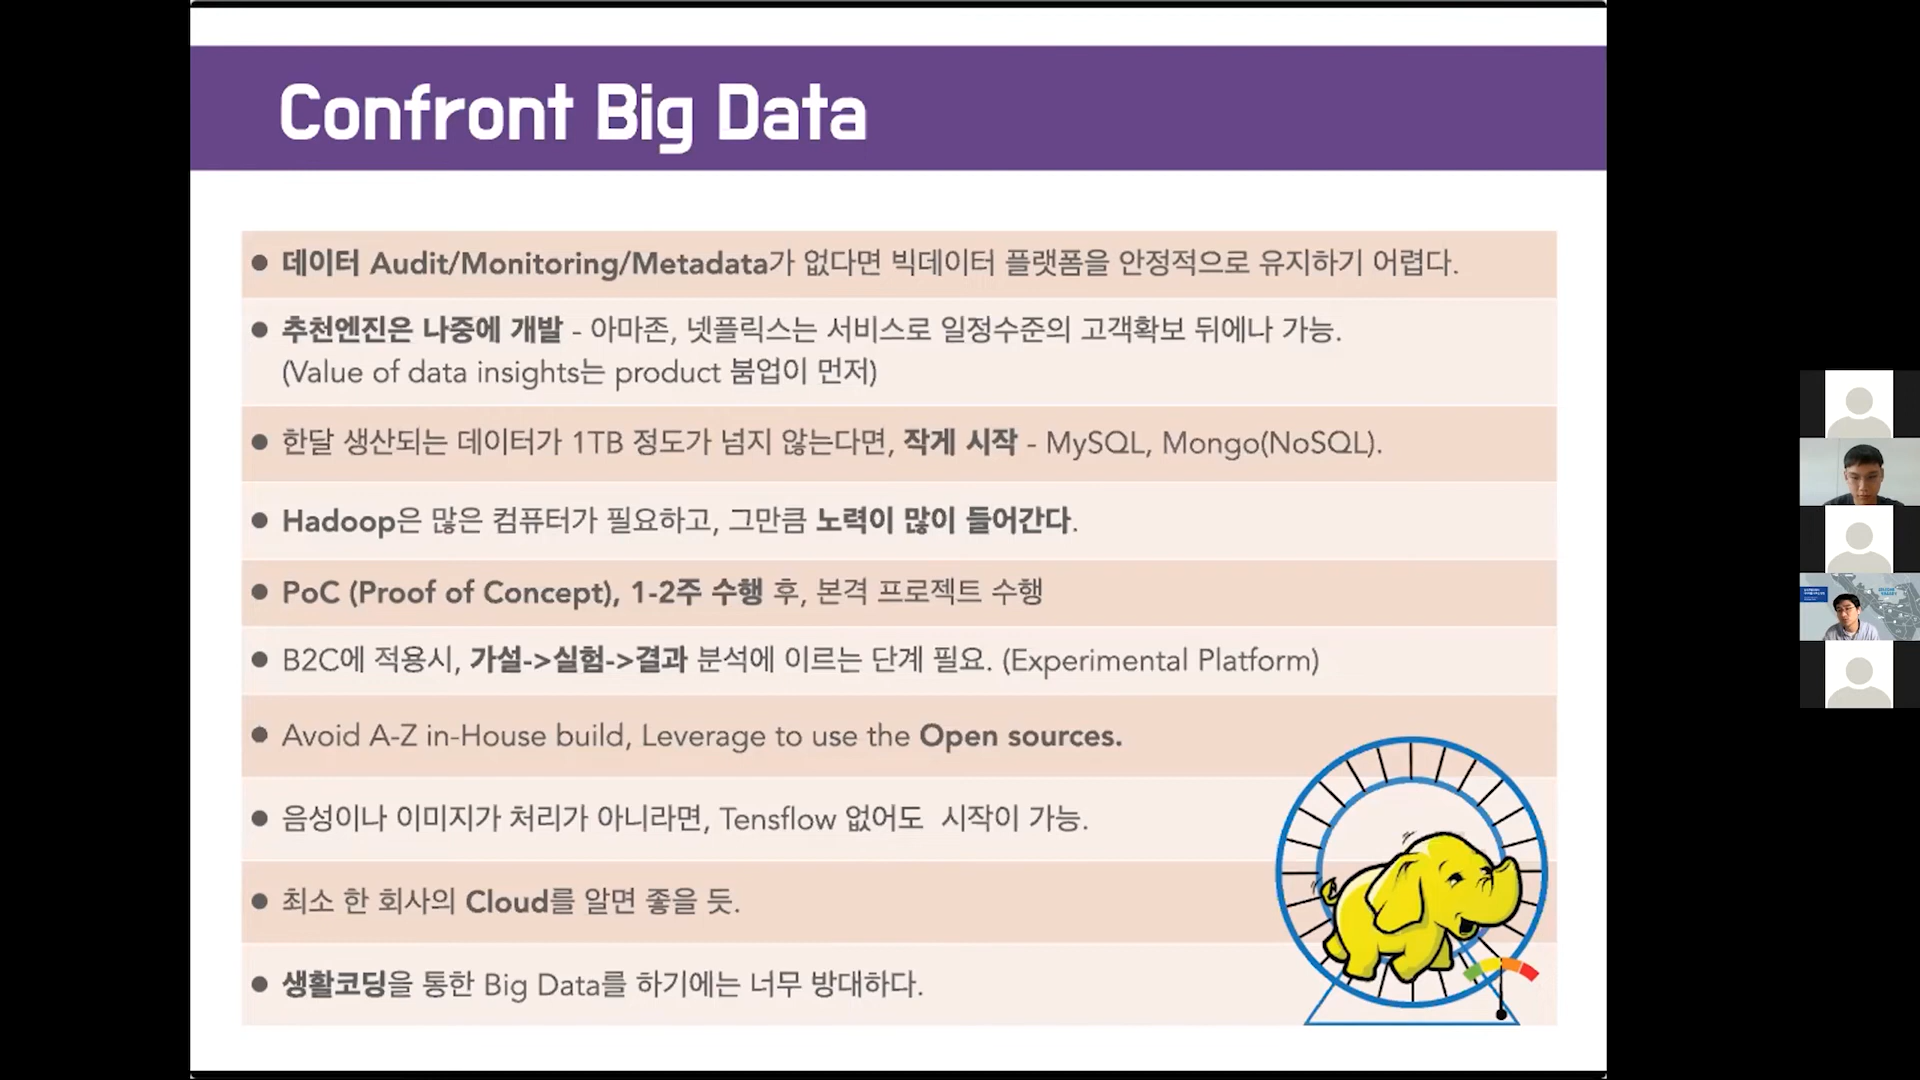 Confront Big Data
● 데이터 Audit/Monitoring/Metadata가 없다면 빅데이터 플랫폼을 안정적으로 유지하기 어렵다.
● 추천엔진은 나중에 개발 - 아마존, 넷플릭스는 서비스로 일정수준의 고객확보 뒤에나 가능.
(Value of data insights는 product 붐업이 먼저)
● 한달 생산되는 데이터가 1TB 정도가 넘지 않는다면, 작게 시작 - MySQL, Mongo(NoSQL).
● Hadoop은 많은 컴퓨터가 필요하고, 그만큼 노력이 많이 들어간다.
● PoC (Proof of Concept), 1-2주 수행 후, 본격 프로젝트 수행
● B2C에 적용시, 가설->실험->결과 분석에 이르는 단계 필요. (Experimental Platform)
● Avoid A-Z in-House build, Leverage to use the Open sources.
● 음성이나 이미지가 처리가 아니라면, Tensflow 없어도 시작이 가능.
● 최소 한 회사의 Cloud를 알면 좋을 듯.
● 생활코딩을 통한 Big Data를 하기에는 너무 방대하다.